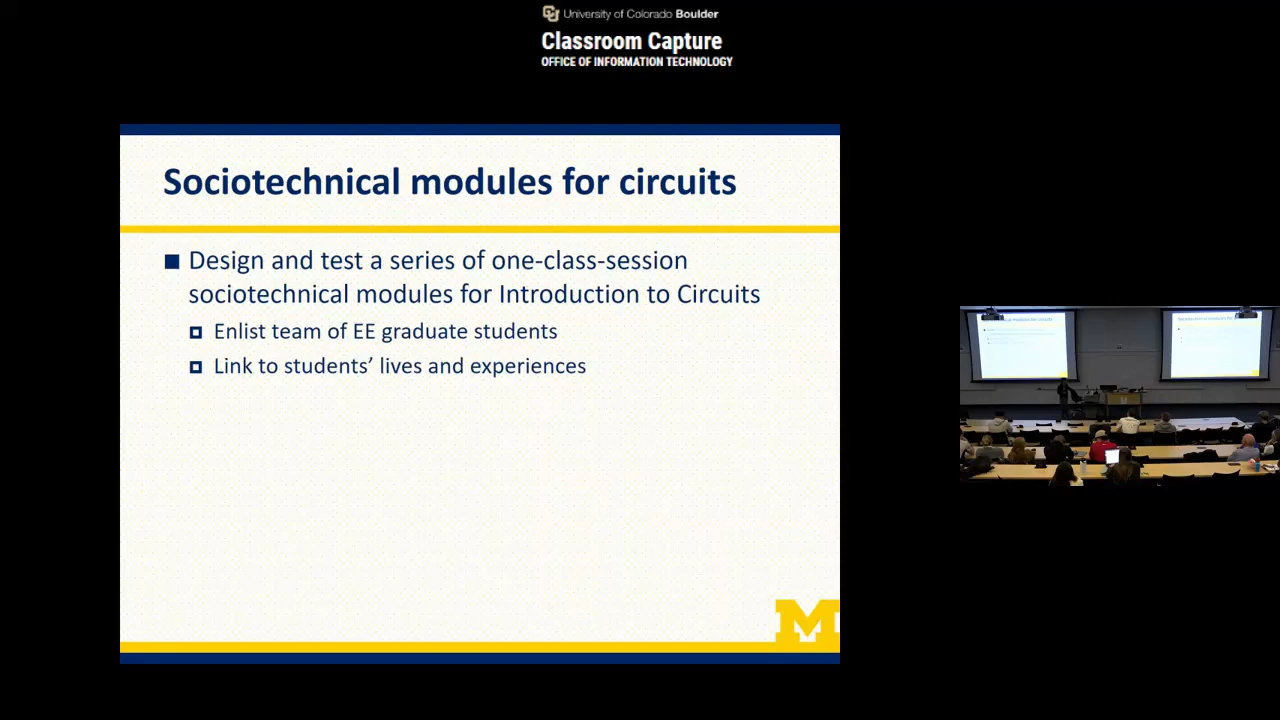 University of Colorado Boulder
Classroom Capture
OFFICE OF INFORMATION TECHNOLOGY
Sociotechnical modules for circuits
Design and test a series of one-class-session
sociotechnical modules for Introduction to Circuits
Enlist team of EE graduate students
Link to students’ lives and experiences
M